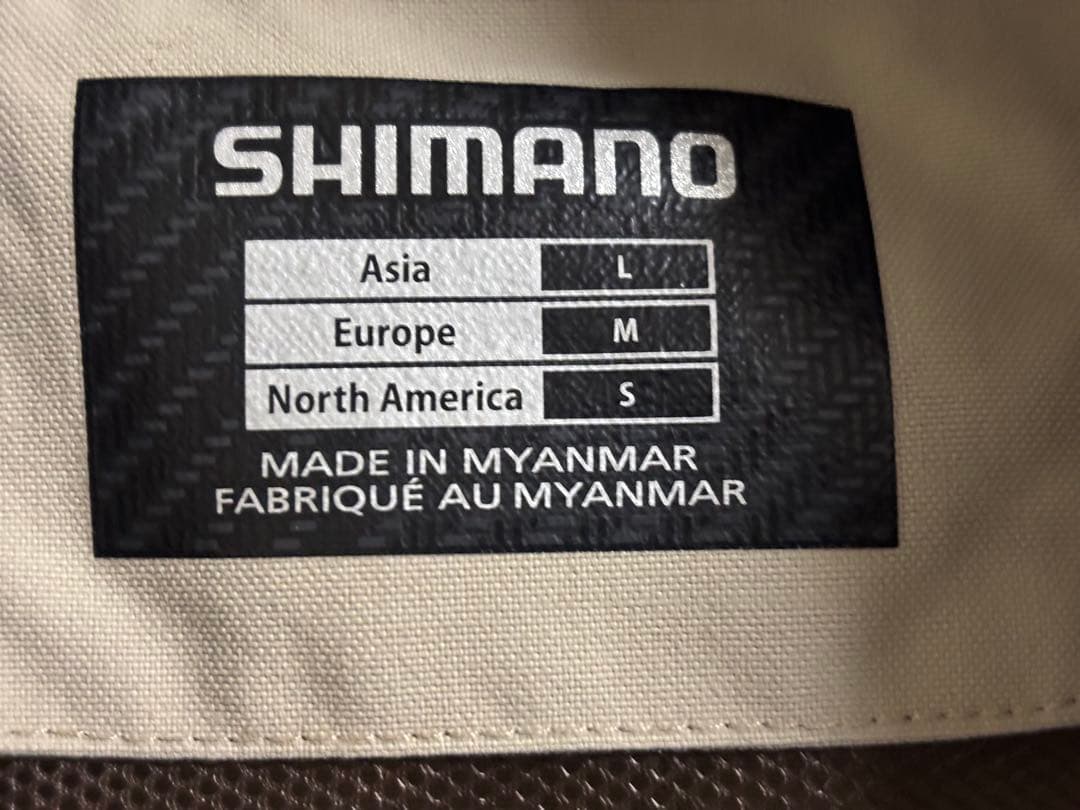 SHIMANO
Asia L
Europe M
North America S
MADE IN MYANMAR
FABRIQUÉ AU MYANMAR